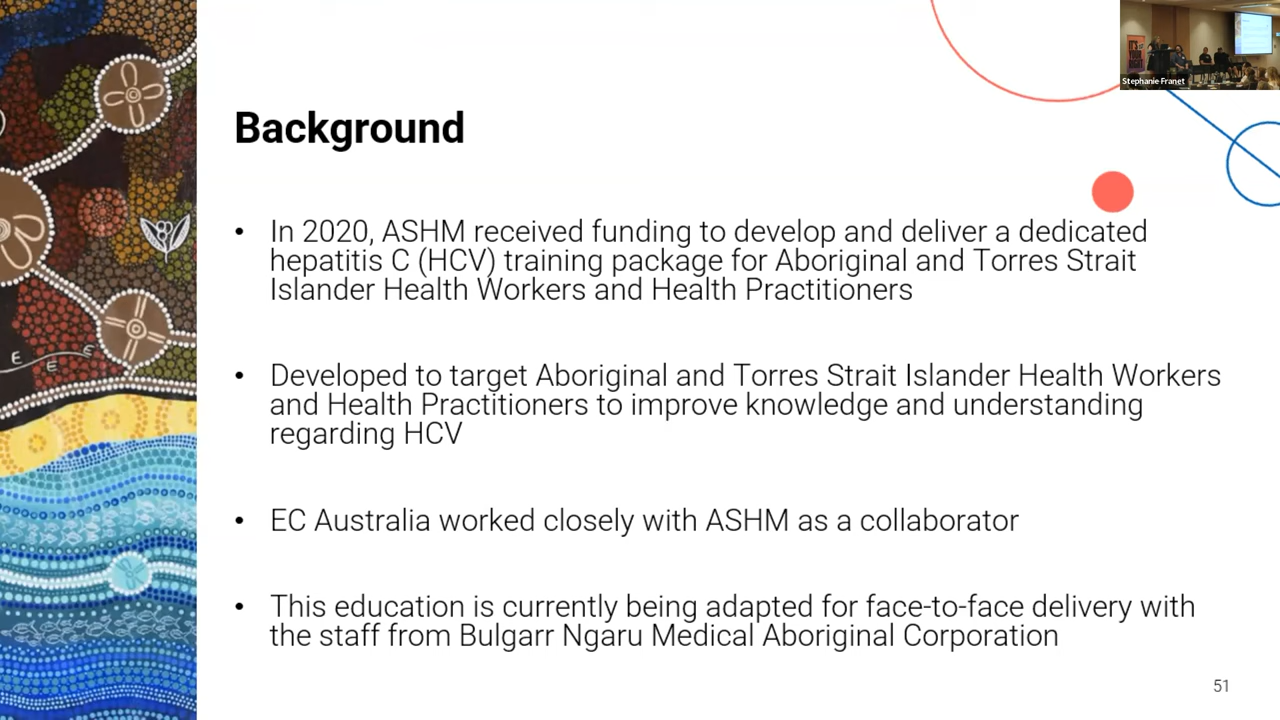 Stephanie Franet
Background
• In 2020, ASHM received funding to develop and deliver a dedicated
hepatitis C (HCV) training package for Aboriginal and Torres Strait
Islander Health Workers and Health Practitioners
• Developed to target Aboriginal and Torres Strait Islander Health Workers
and Health Practitioners to improve knowledge and understanding
regarding HCV
• EC Australia worked closely with ASHM as a collaborator
• This education is currently being adapted for face-to-face delivery with
the staff from Bulgarr Ngaru Medical Aboriginal Corporation
51